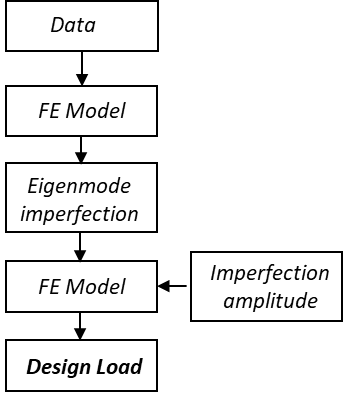 Data
FE Model
Eigenmode
imperfection
FE Model
Imperfection
amplitude
Design Load